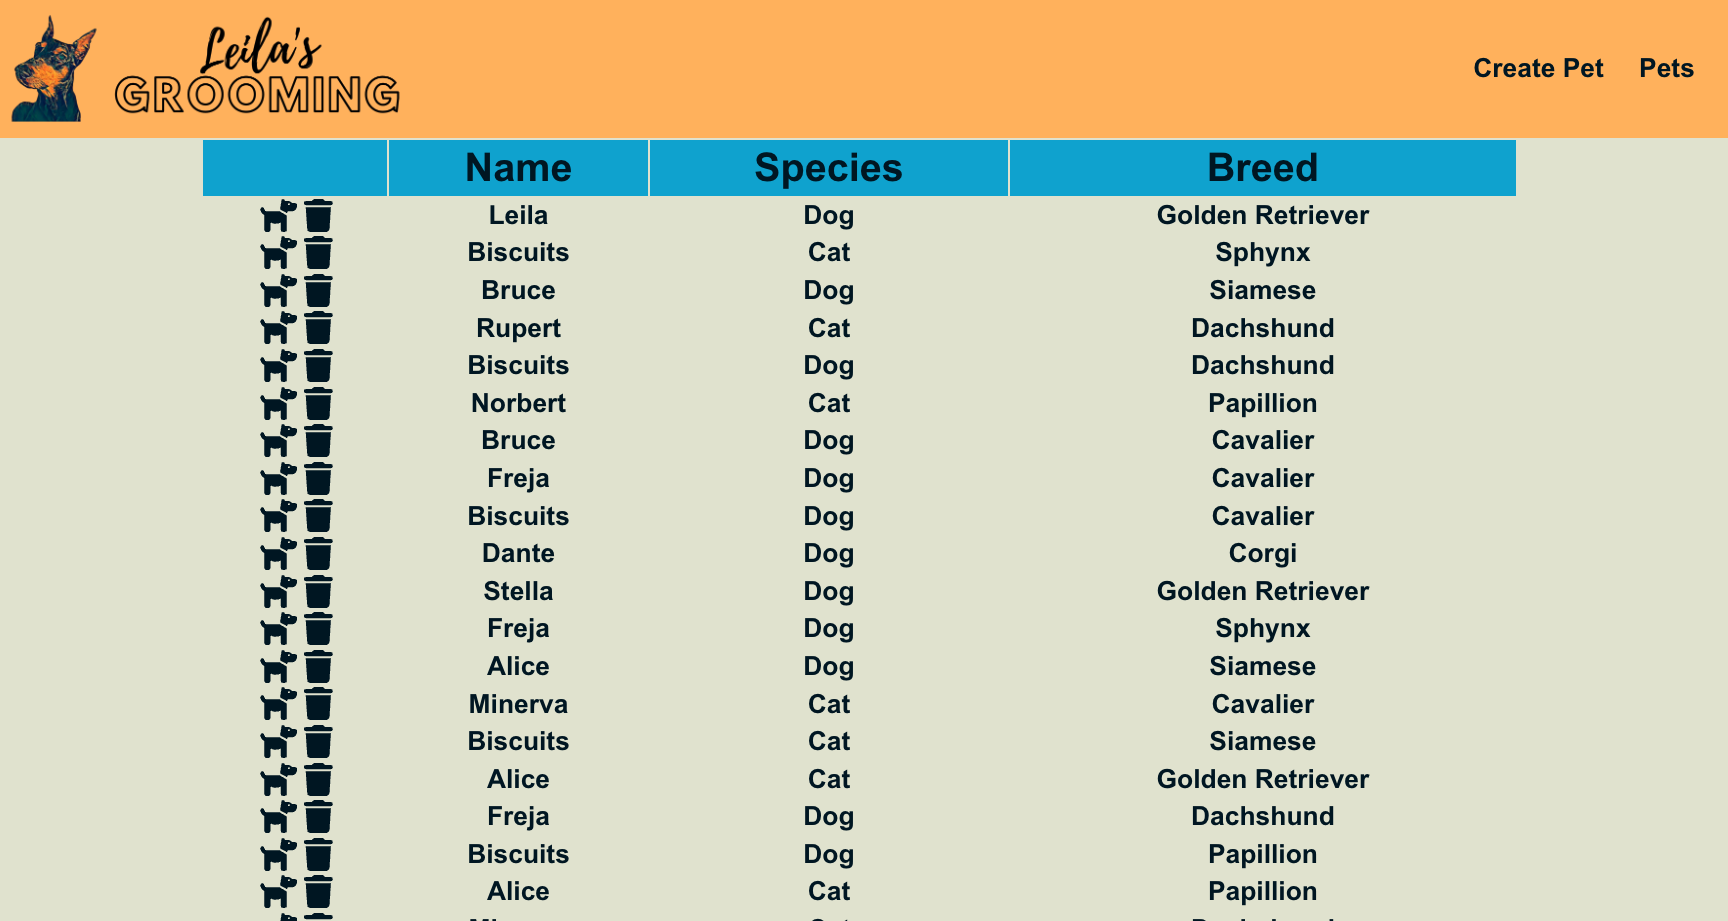 Leila's
GROOMING
Create Pet Pets
Name Species Breed
Leila Dog Golden Retriever
Biscuits Cat Sphynx
Bruce Dog Siamese
Rupert Cat Dachshund
Biscuits Dog Dachshund
Norbert Cat Papillion
Bruce Dog Cavalier
Freja Dog Cavalier
Biscuits Dog Cavalier
Dante Dog Corgi
Stella Dog Golden Retriever
Freja Dog Sphynx
Alice Dog Siamese
Minerva Cat Cavalier
Biscuits Cat Siamese
Alice Cat Golden Retriever
Freja Dog Dachshund
Biscuits Dog Papillion
Alice Cat Papillion